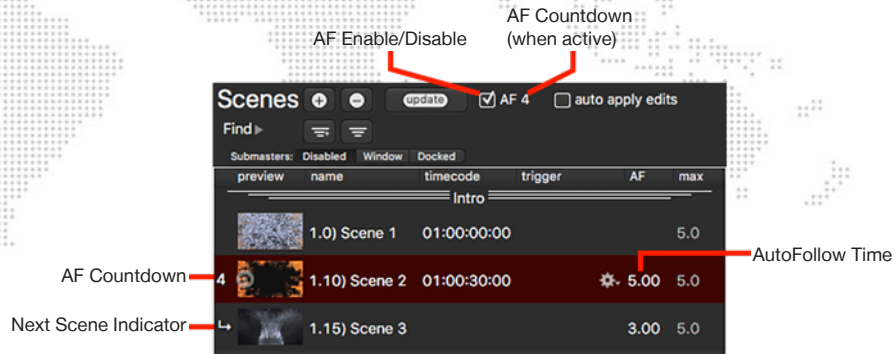 AF Countdown
(when active)
AF Enable/Disable
Scenes update AF 4 auto apply edits
Find
Submasters: Disabled Window Docked
preview name timecode trigger AF max
Intro
1.0) Scene 1 01:00:00:00 5.0
AutoFollow Time
AF Countdown 4 1.10) Scene 2 01:00:30:00 5.00 5.0
Next Scene Indicator 1.15) Scene 3 3.00 5.0